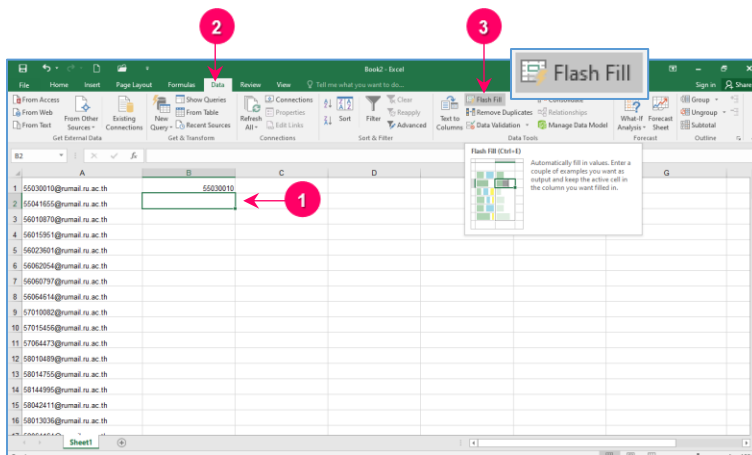 2
3
Book2 - Excel
Flash Fill
File Home Insert Page Layout Formulas Data Review View Tell me what you want to do... Sign in Share
From Access
From Web
From Text
From Other Sources
Existing Connections
Get External Data
New Query
Show Queries
From Table
Recent Sources
Get & Transform
Refresh All
Connections
Properties
Edit Links
Connections
Sort
Filter
Clear
Reapply
Advanced
Sort & Filter
Text to Columns
Flash Fill
Remove Duplicates
Data Validation
Consolidate
Relationships
Manage Data Model
Data Tools
What-If Analysis
Forecast Sheet
Forecast
Group
Ungroup
Subtotal
Outline
B2
fx
Flash Fill (Ctrl+E)
Automatically fill in values. Enter a
couple of examples you want as
output and keep the active cell in
the column you want filled in.
A B C D G
1 55030010@rumail.ru.ac.th 55030010
2 55041655@rumail.ru.ac.th
1
3 56010870@rumail.ru.ac.th
4 56015951@rumail.ru.ac.th
5 56023601@rumail.ru.ac.th
6 56062054@rumail.ru.ac.th
7 56060797@rumail.ru.ac.th
8 56064614@rumail.ru.ac.th
9 57010082@rumail.ru.ac.th
10 57015456@rumail.ru.ac.th
11 57064473@rumail.ru.ac.th
12 58010489@rumail.ru.ac.th
13 58014755@rumail.ru.ac.th
14 58144995@rumail.ru.ac.th
15 58042411@rumail.ru.ac.th
16 58013036@rumail.ru.ac.th
Sheet1